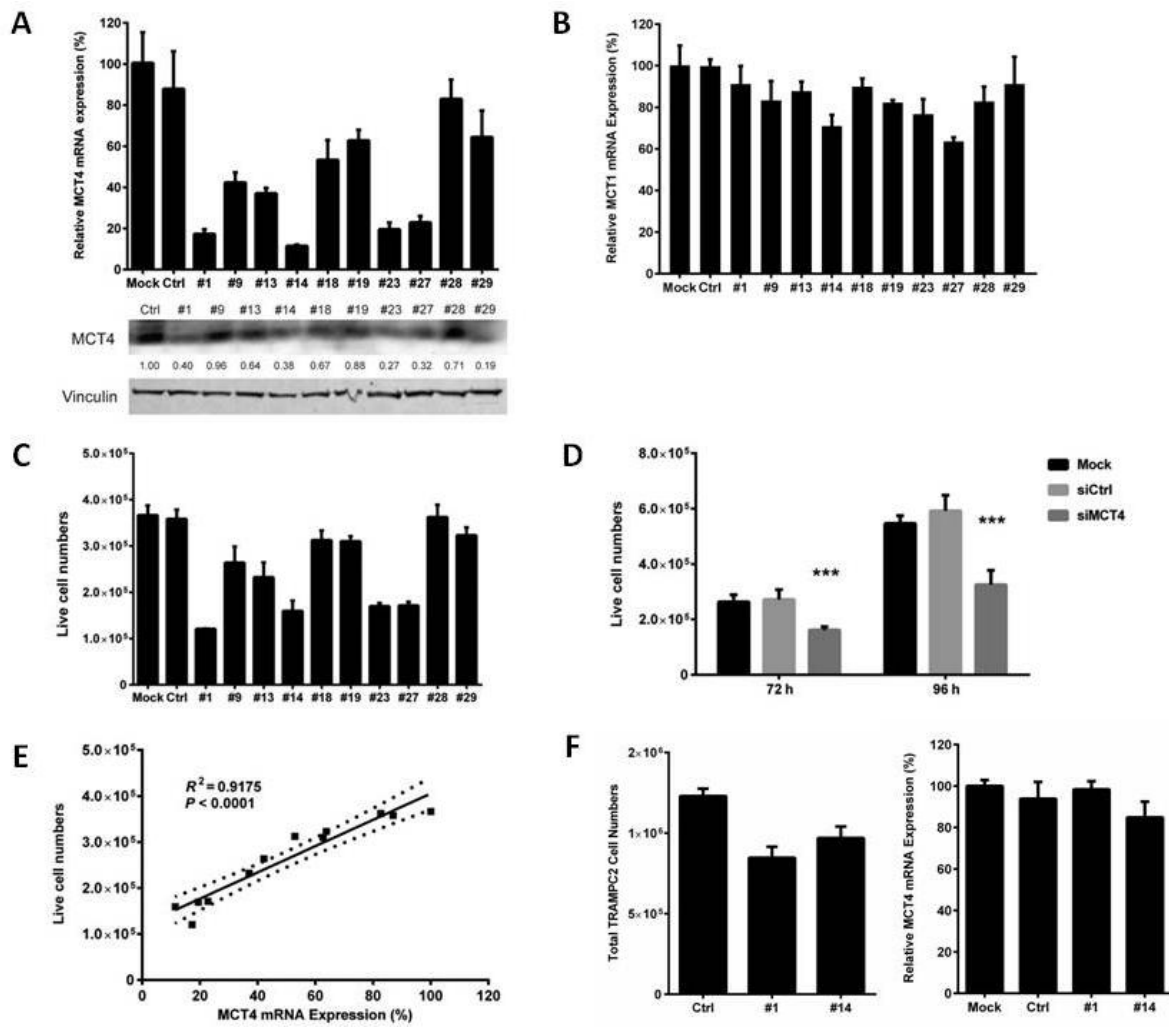 A
Relative MCT4 mRNA expression (%)
120
100
80
60
40
20
0
Mock Ctrl #1 #9 #13 #14 #18 #19 #23 #27 #28 #29
Ctrl #1 #9 #13 #14 #18 #19 #23 #27 #28 #29
MCT4
1.00 0.40 0.96 0.64 0.38 0.67 0.88 0.27 0.32 0.71 0.19
Vinculin
B
Relative MCT1 mRNA Expression (%)
120
100
80
60
40
20
0
Mock Ctrl #1 #9 #13 #14 #18 #19 #23 #27 #28 #29
C
Live cell numbers
5.0×10⁵
4.0×10⁵
3.0×10⁵
2.0×10⁵
1.0×10⁵
0
Mock Ctrl #1 #9 #13 #14 #18 #19 #23 #27 #28 #29
D
Live cell numbers
8.0×10⁵
6.0×10⁵
4.0×10⁵
2.0×10⁵
0
*** ***
72 h 96 h
Mock
siCtrl
siMCT4
E
Live cell numbers
5.0×10⁵
4.0×10⁵
3.0×10⁵
2.0×10⁵
1.0×10⁵
0
R² = 0.9175
P < 0.0001
0 20 40 60 80 100 120
MCT4 mRNA Expression (%)
F
Total TRAMPC2 Cell Numbers
2×10⁶
1×10⁶
5×10⁵
0
Ctrl #1 #14
Relative MCT4 mRNA Expression (%)
120
100
80
60
40
20
0
Mock Ctrl #1 #14